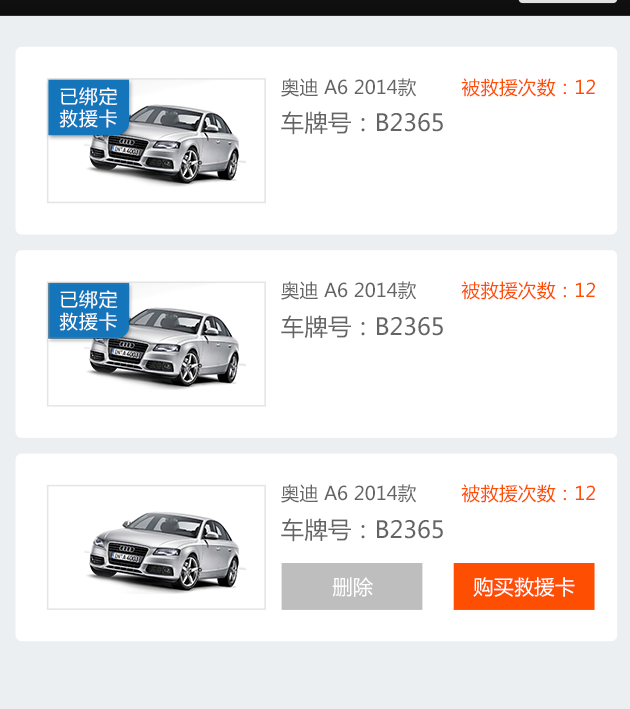 已绑定
救援卡
奥迪 A6 2014款
被救援次数：12
车牌号：B2365
已绑定
救援卡
奥迪 A6 2014款
被救援次数：12
车牌号：B2365
奥迪 A6 2014款
被救援次数：12
车牌号：B2365
删除
购买救援卡